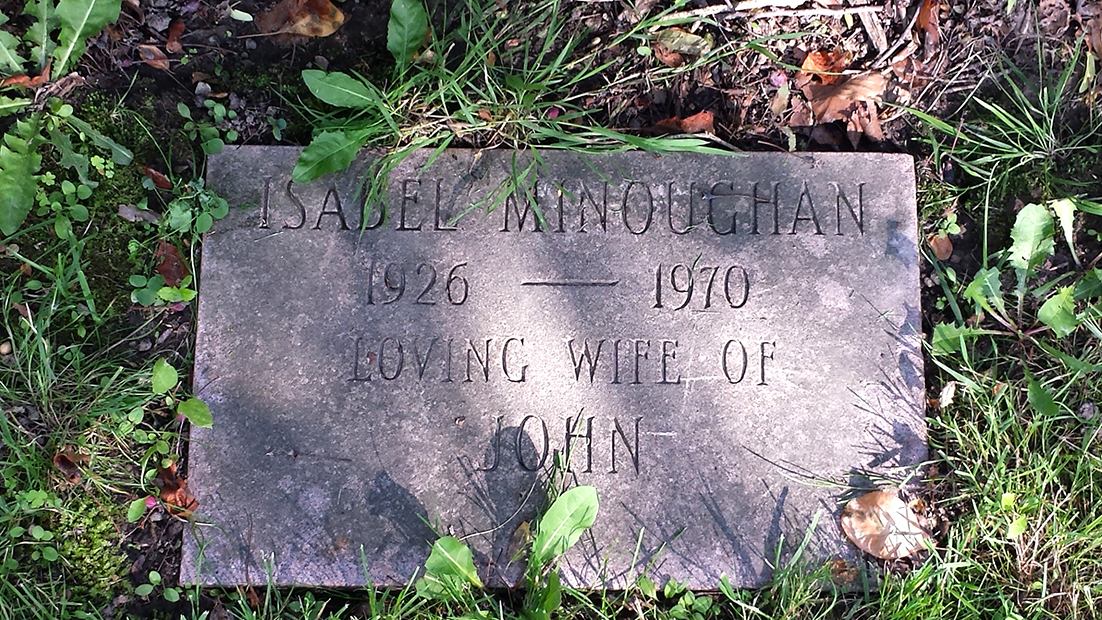 ISABEL MINOUGHAN
1926 — 1970
LOVING WIFE OF
JOHN